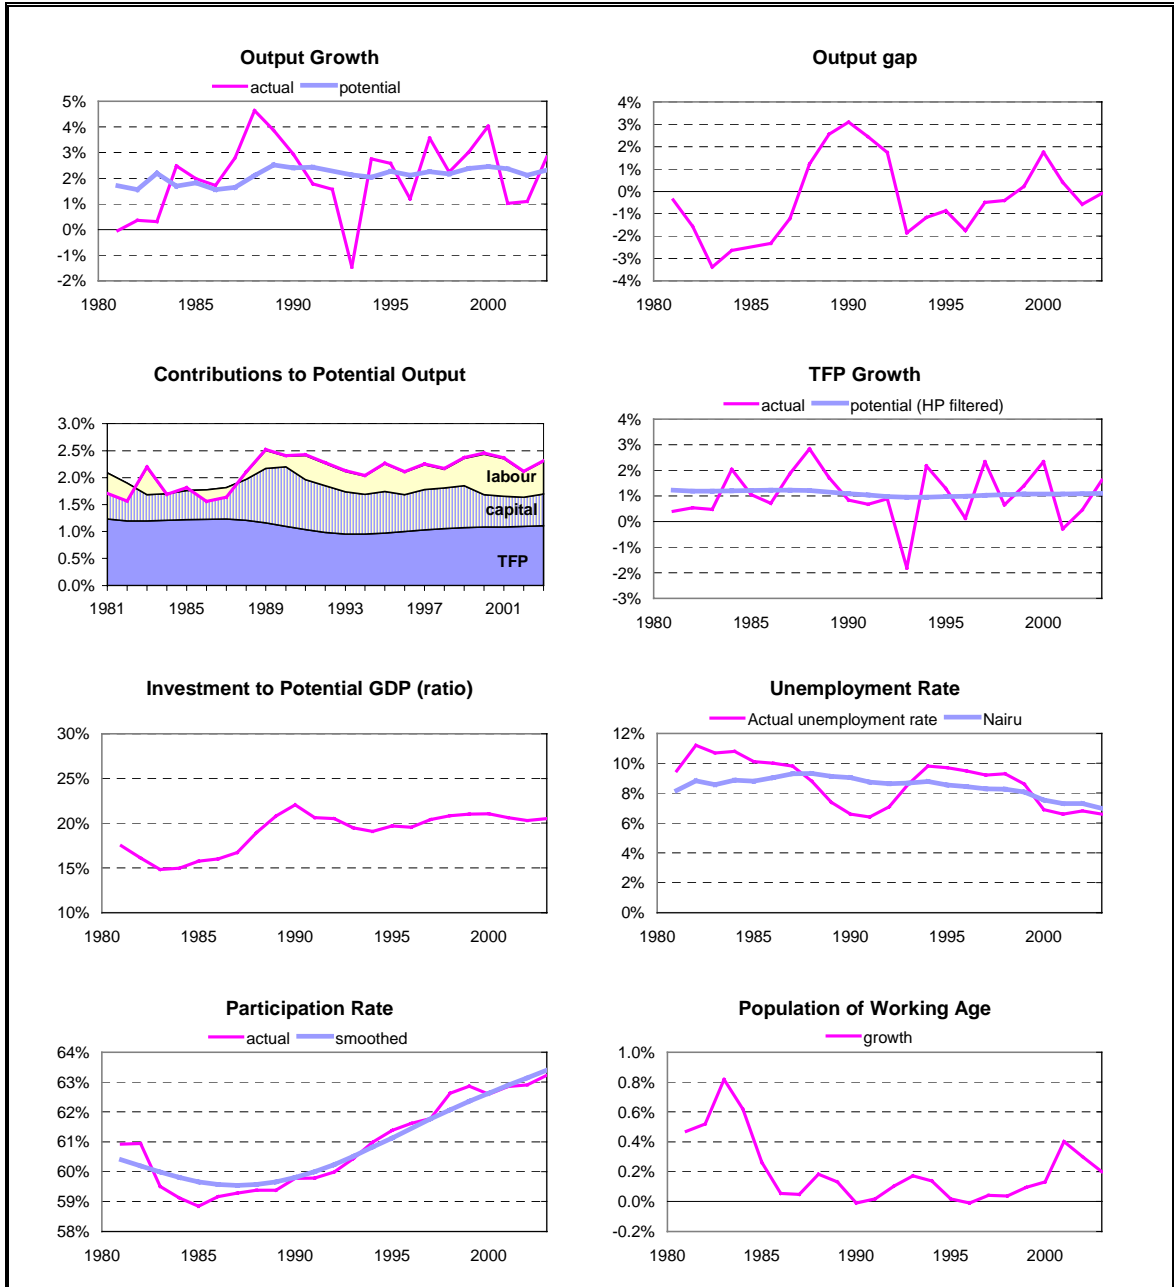 Output Growth
actual potential
5%
4%
3%
2%
1%
0%
-1%
-2%
1980 1985 1990 1995 2000
Output gap
4%
3%
2%
1%
0%
-1%
-2%
-3%
-4%
1980 1985 1990 1995 2000
Contributions to Potential Output
3.0%
2.5%
2.0%
1.5%
1.0%
0.5%
0.0%
labour
capital
TFP
1981 1985 1989 1993 1997 2001
TFP Growth
actual potential (HP filtered)
4%
3%
2%
1%
0%
-1%
-2%
-3%
1980 1985 1990 1995 2000
Investment to Potential GDP (ratio)
30%
25%
20%
15%
10%
1980 1985 1990 1995 2000
Unemployment Rate
Actual unemployment rate Nairu
12%
10%
8%
6%
4%
2%
0%
1980 1985 1990 1995 2000
Participation Rate
actual smoothed
64%
63%
62%
61%
60%
59%
58%
1980 1985 1990 1995 2000
Population of Working Age
growth
1.0%
0.8%
0.6%
0.4%
0.2%
0.0%
-0.2%
1980 1985 1990 1995 2000